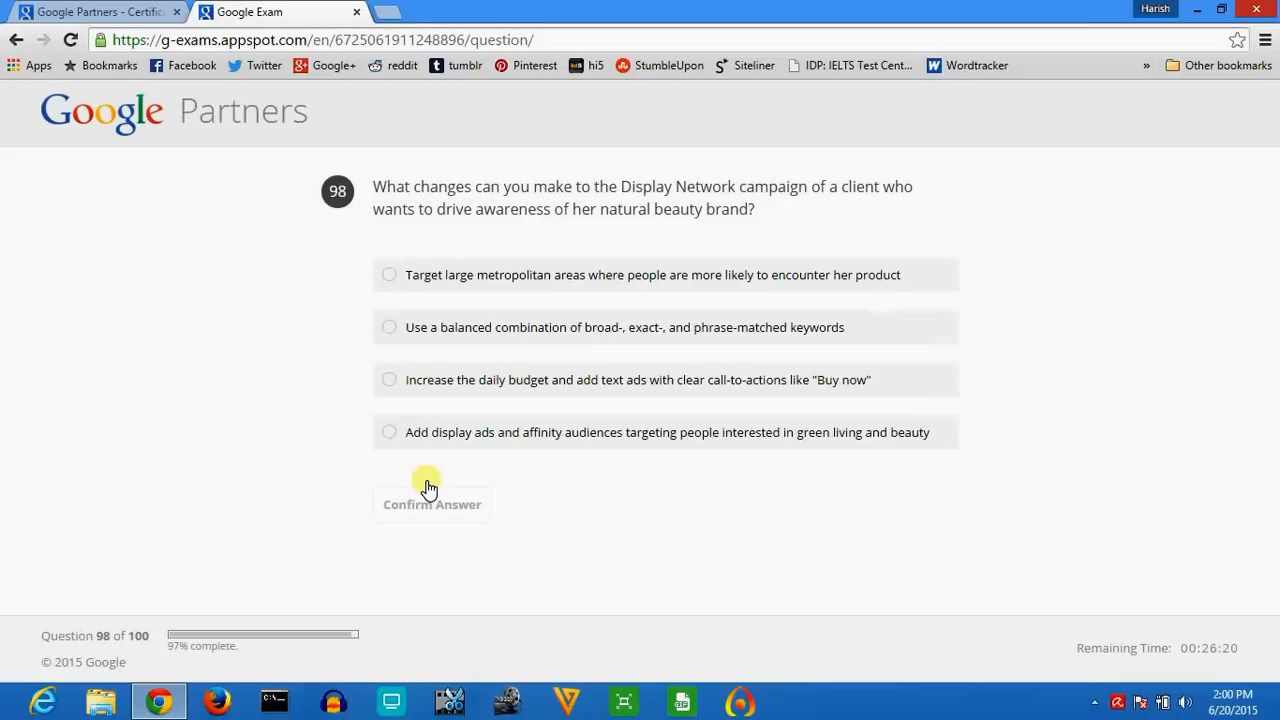 Google Partners - Certific
Google Exam
Harish
https://g-exams.appspot.com/en/6725061911248896/question/
Apps Bookmarks Facebook Twitter Google+ reddit tumblr Pinterest hi5 StumbleUpon Siteliner IDP: IELTS Test Cent... Wordtracker » Other bookmarks
Google Partners
98 What changes can you make to the Display Network campaign of a client who
wants to drive awareness of her natural beauty brand?
Target large metropolitan areas where people are more likely to encounter her product
Use a balanced combination of broad-, exact-, and phrase-matched keywords
Increase the daily budget and add text ads with clear call-to-actions like "Buy now"
Add display ads and affinity audiences targeting people interested in green living and beauty
Confirm Answer
Question 98 of 100
97% complete.
Remaining Time: 00:26:20
© 2015 Google
2:00 PM
6/20/2015